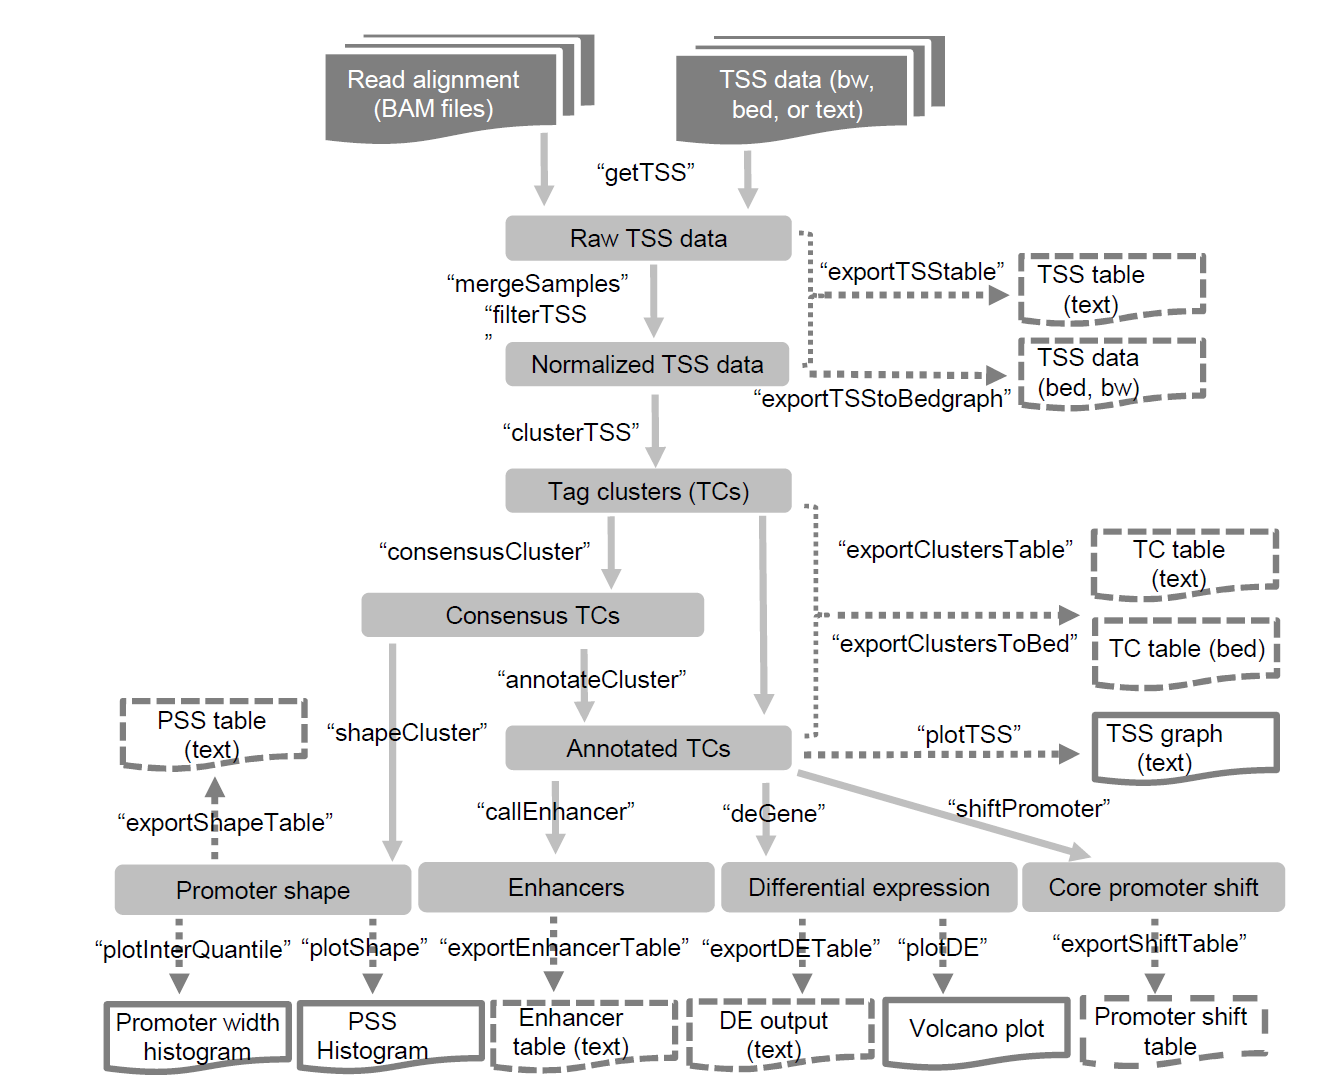 Read alignment
(BAM files)
TSS data (bw,
bed, or text)
“getTSS”
Raw TSS data
“mergeSamples”
“filterTSS
”
“exportTSStable”
TSS table
(text)
Normalized TSS data
TSS data
(bed, bw)
“exportTSStoBedgraph”
“clusterTSS”
Tag clusters (TCs)
“consensusCluster”
“exportClustersTable”
TC table
(text)
Consensus TCs
“exportClustersToBed”
TC table (bed)
“annotateCluster”
PSS table
(text)
“shapeCluster”
Annotated TCs
“plotTSS”
TSS graph
(text)
“exportShapeTable”
“callEnhancer”
“deGene”
“shiftPromoter”
Promoter shape
Enhancers
Differential expression
Core promoter shift
“plotInterQuantile”
“plotShape”
“exportEnhancerTable”
“exportDETable”
“plotDE”
“exportShiftTable”
Promoter width
histogram
PSS
Histogram
Enhancer
table (text)
DE output
(text)
Volcano plot
Promoter shift
table